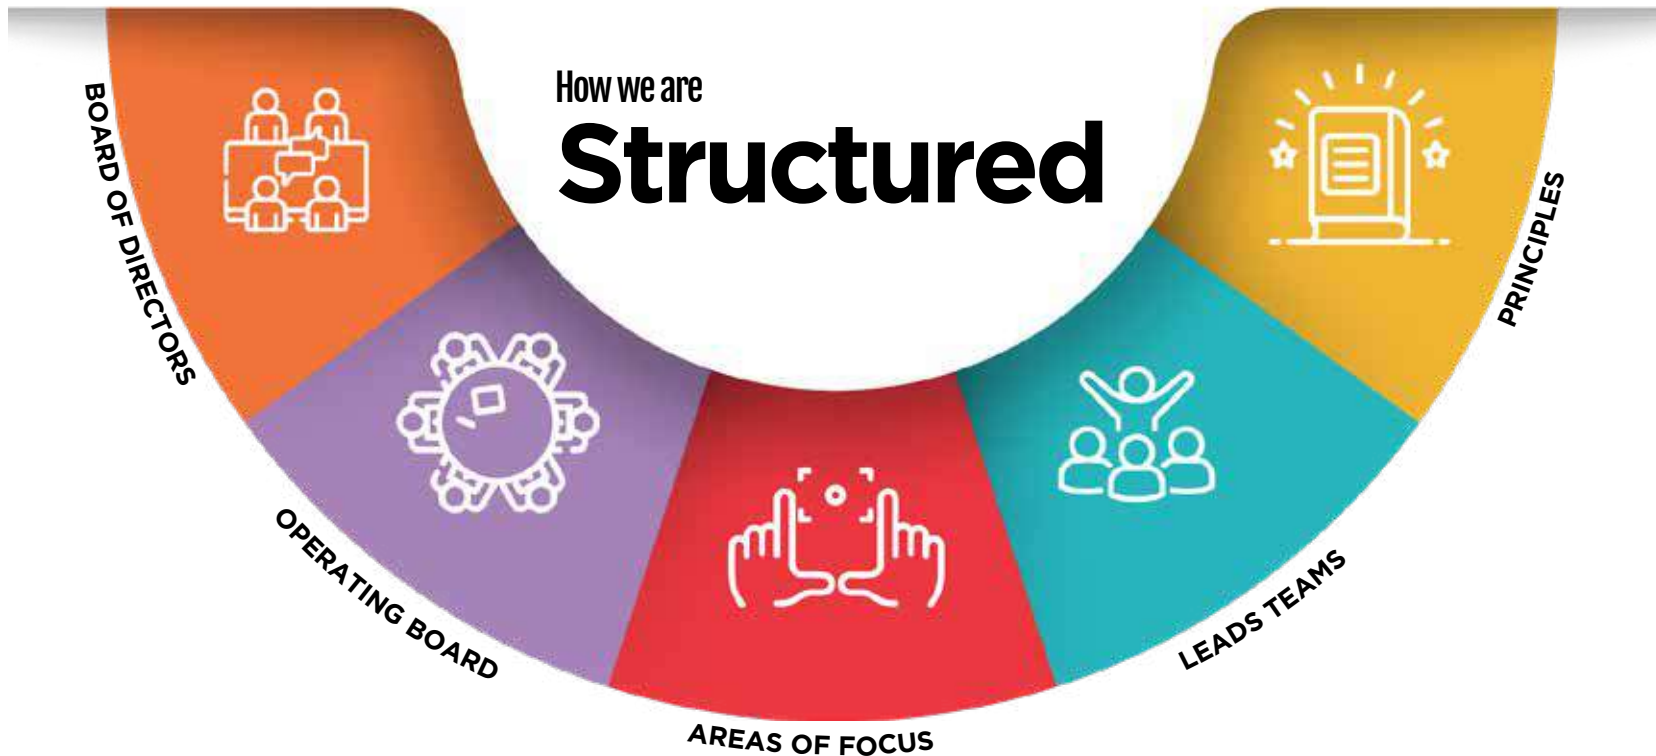 How we are
Structured
BOARD OF DIRECTORS
OPERATING BOARD
AREAS OF FOCUS
LEADS TEAMS
PRINCIPLES